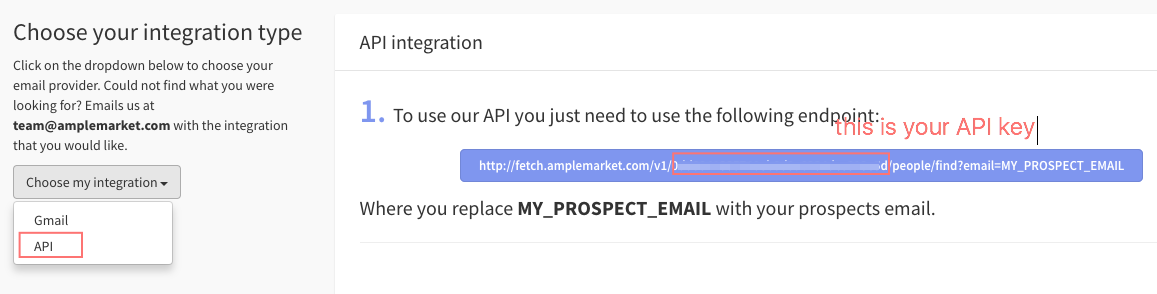 Choose your integration type
Click on the dropdown below to choose your
email provider. Could not find what you were
looking for? Emails us at
team@amplemarket.com with the integration
that you would like.
Choose my integration
Gmail
API
API integration
1. To use our API you just need to use the following endpoint:
this is your API key
http://fetch.amplemarket.com/v1/ /people/find?email=MY_PROSPECT_EMAIL
Where you replace MY_PROSPECT_EMAIL with your prospects email.